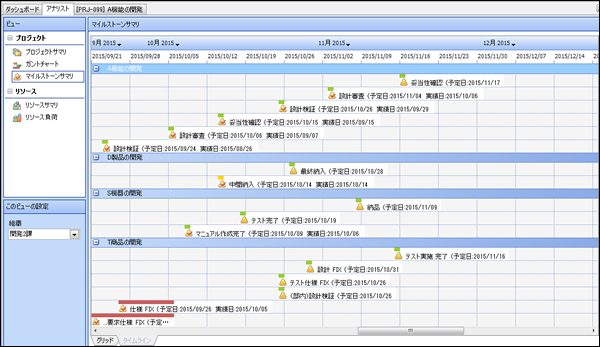 ダッシュボード アナリスト [PRJ-099] A機能の開発
ビュー
プロジェクト
プロジェクトサマリ
ガントチャート
マイルストーンサマリ
リソース
リソースサマリ
リソース負荷
このビューの設定
組織
開発2課
マイルストーンサマリ
9月 2015 10月 2015 11月 2015 12月 2015
2015/09/21 2015/09/28 2015/10/05 2015/10/12 2015/10/19 2015/10/26 2015/11/02 2015/11/09 2015/11/16 2015/11/23 2015/11/30 2015/12/07 2015/12/14
A機能の開発
妥当性確認 (予定日:2015/11/17
設計審査 (予定日:2015/11/04 実績日:2015/10/06
設計検証 (予定日:2015/10/26 実績日:2015/09/29
妥当性確認 (予定日:2015/10/15 実績日:2015/09/15
設計審査 (予定日:2015/10/06 実績日:2015/09/07
設計検証 (予定日:2015/09/24 実績日:2015/08/26
D製品の開発
最終納入 (予定日:2015/10/28
中間納入 (予定日:2015/10/14 実績日:2015/10/14
S機器の開発
納品 (予定日:2015/11/09
テスト完了 (予定日:2015/10/19
マニュアル作成完了 (予定日:2015/10/09 実績日:2015/10/06
T商品の開発
テスト実施 完了 (予定日:2015/11/16
設計 FIX (予定日:2015/10/31
テスト仕様 FIX (予定日:2015/10/26
(部内)設計検証 (予定日:2015/10/26
仕様 FIX (予定日:2015/09/26 実績日:2015/10/05
...要求仕様 FIX (予定…
グリッド タイムライン